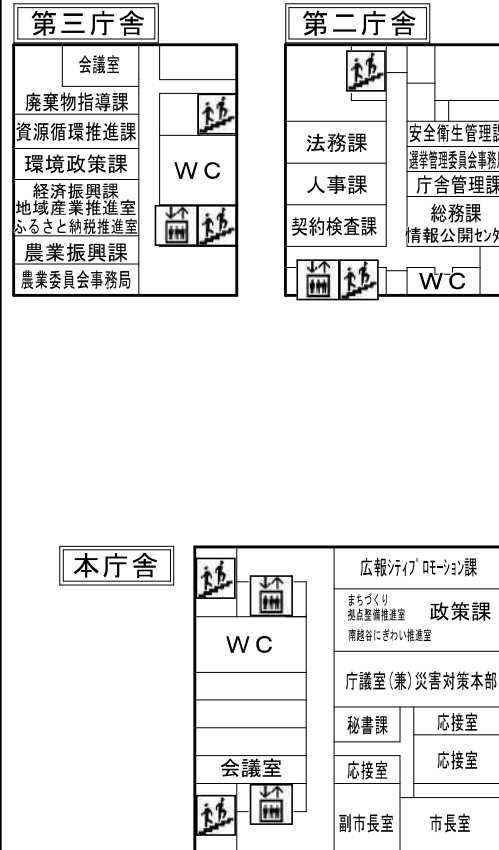 第三庁舎
会議室
廃棄物指導課
資源循環推進課
環境政策課
経済振興課
地域産業推進室
ふるさと納税推進室
農業振興課
農業委員会事務局
WC
第二庁舎
法務課
人事課
契約検査課
安全衛生管理課
選挙管理委員会事務局
庁舎管理課
総務課
情報公開センタ
WC
本庁舎
WC
会議室
広報シティプロモーション課
まちづくり
拠点整備推進室
政策課
南越谷にぎわい推進室
庁議室(兼)災害対策本部
秘書課
応接室
応接室
応接室
副市長室
市長室